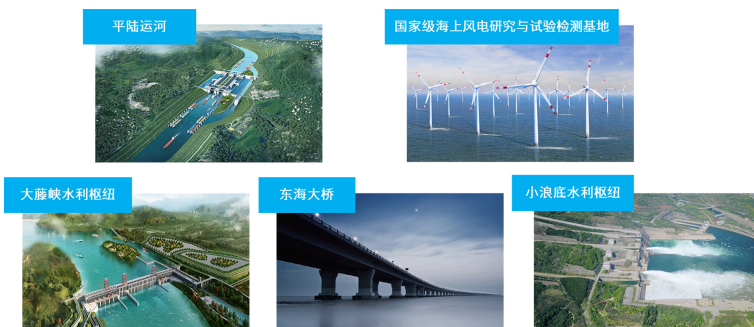 平陆运河
国家级海上风电研究与试验检测基地
大藤峡水利枢纽
东海大桥
小浪底水利枢纽